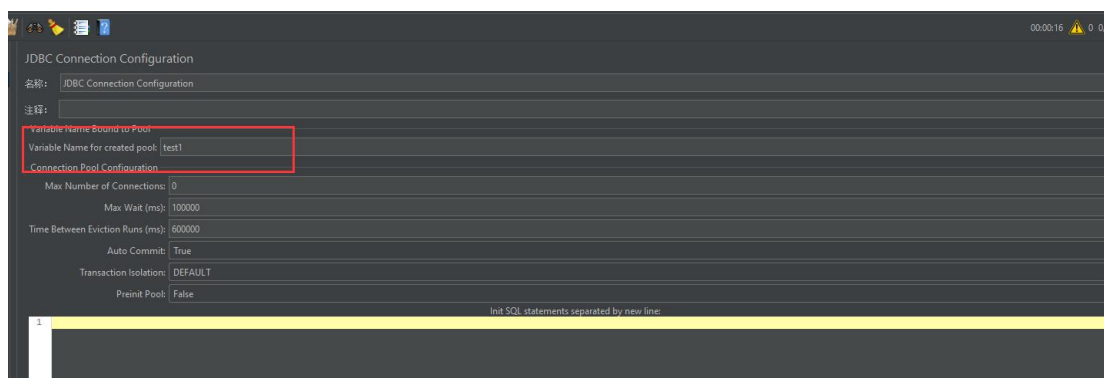 00:00:16 0 0
JDBC Connection Configuration
名称: JDBC Connection Configuration
注释:
Variable Name Bound to Pool
Variable Name for created pool: test1
Connection Pool Configuration
Max Number of Connections: 0
Max Wait (ms): 100000
Time Between Eviction Runs (ms): 600000
Auto Commit: True
Transaction Isolation: DEFAULT
Preinit Pool: False
Init SQL statements separated by new line:
1